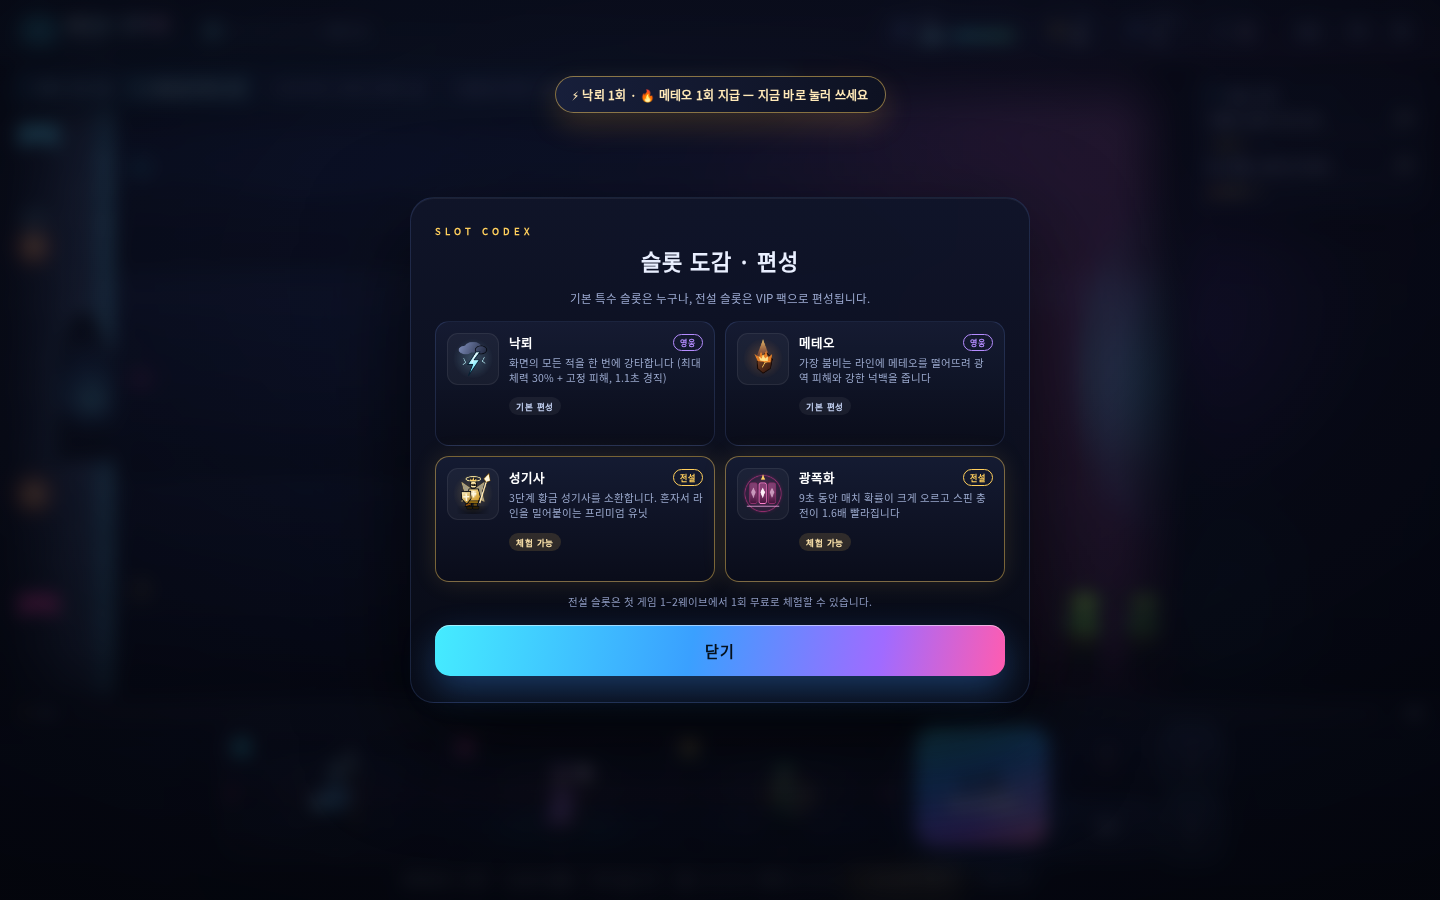 ⚡ 낙뢰 1회 · 🔥 메테오 1회 지급 — 지금 바로 눌러 쓰세요
SLOT CODEX
슬롯 도감 · 편성
기본 특수 슬롯은 누구나, 전설 슬롯은 VIP 팩으로 편성됩니다.
낙뢰
영웅
화면의 모든 적을 한 번에 강타합니다 (최대
체력 30% + 고정 피해, 1.1초 경직)
기본 편성
메테오
영웅
가장 붐비는 라인에 메테오를 떨어뜨려 광
역 피해와 강한 넉백을 줍니다
기본 편성
성기사
전설
3단계 황금 성기사를 소환합니다. 혼자서 라
인을 밀어붙이는 프리미엄 유닛
체험 가능
광폭화
전설
9초 동안 매치 확률이 크게 오르고 스핀 충
전이 1.6배 빨라집니다
체험 가능
전설 슬롯은 첫 게임 1–2웨이브에서 1회 무료로 체험할 수 있습니다.
닫기